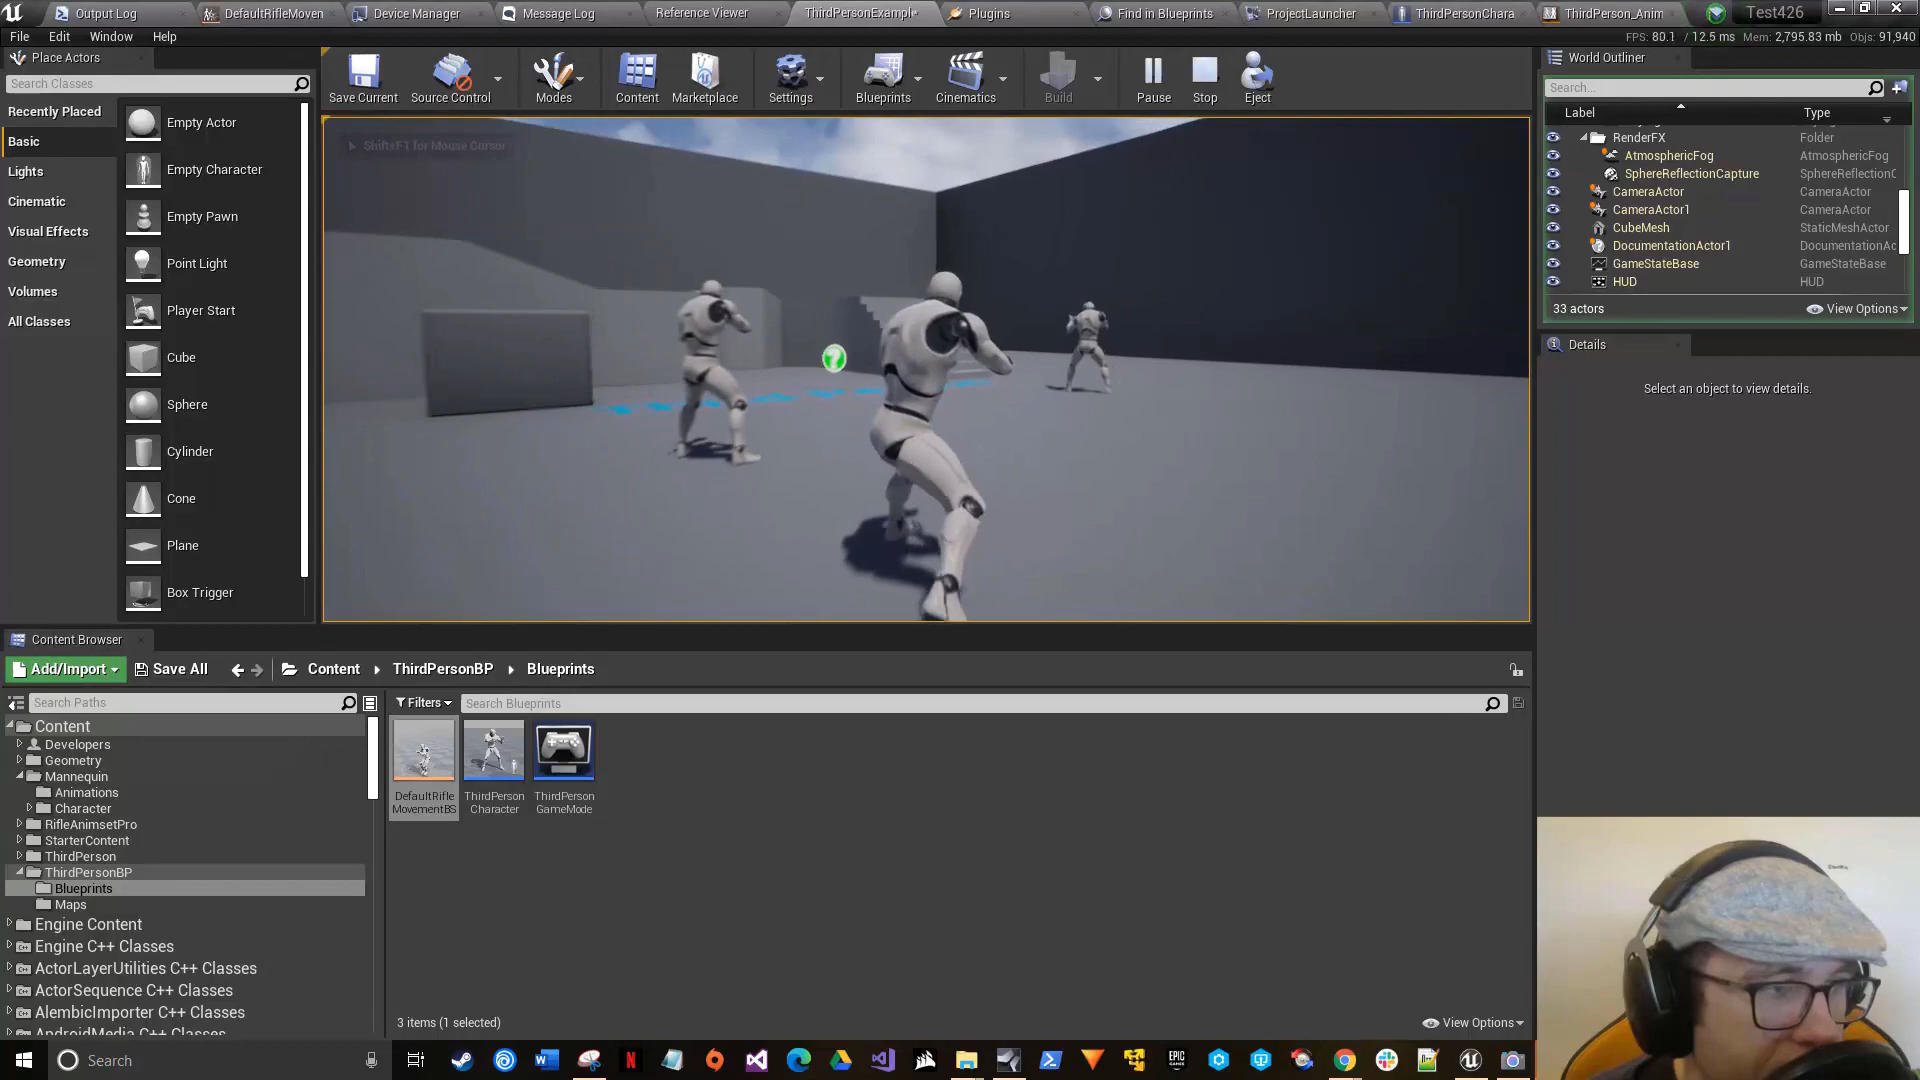 Output Log
DefaultRifleMoven
Device Manager
Message Log
Reference Viewer
ThirdPersonExampl•
Plugins
Find in Blueprints
ProjectLauncher
ThirdPersonChara
ThirdPerson_Anim
Test426
File Edit Window Help
FPS: 80.1 / 12.5 ms Mem: 2,795.83 mb Objs: 91,940
Place Actors
Search Classes
Recently Placed
Basic
Lights
Cinematic
Visual Effects
Geometry
Volumes
All Classes
Empty Actor
Empty Character
Empty Pawn
Point Light
Player Start
Cube
Sphere
Cylinder
Cone
Plane
Box Trigger
Save Current
Source Control
Modes
Content
Marketplace
Settings
Blueprints
Cinematics
Build
Pause
Stop
Eject
Shift+F1 for Mouse Cursor
World Outliner
Search...
Label Type
RenderFX Folder
AtmosphericFog AtmosphericFog
SphereReflectionCapture SphereReflectionC
CameraActor CameraActor
CameraActor1 CameraActor
CubeMesh StaticMeshActor
DocumentationActor1 DocumentationAc
GameStateBase GameStateBase
HUD HUD
33 actors View Options
Details
Select an object to view details.
Content Browser
Add/Import Save All Content ThirdPersonBP Blueprints
Search Paths
Filters Search Blueprints
Content
Developers
Geometry
Mannequin
Animations
Character
RifleAnimsetPro
StarterContent
ThirdPerson
ThirdPersonBP
Blueprints
Maps
Engine Content
Engine C++ Classes
ActorLayerUtilities C++ Classes
ActorSequence C++ Classes
AlembicImporter C++ Classes
AndroidMedia C++ Classes
DefaultRifle
MovementBS
ThirdPerson
Character
ThirdPerson
GameMode
3 items (1 selected)
View Options
Search
EPIC
GAMES